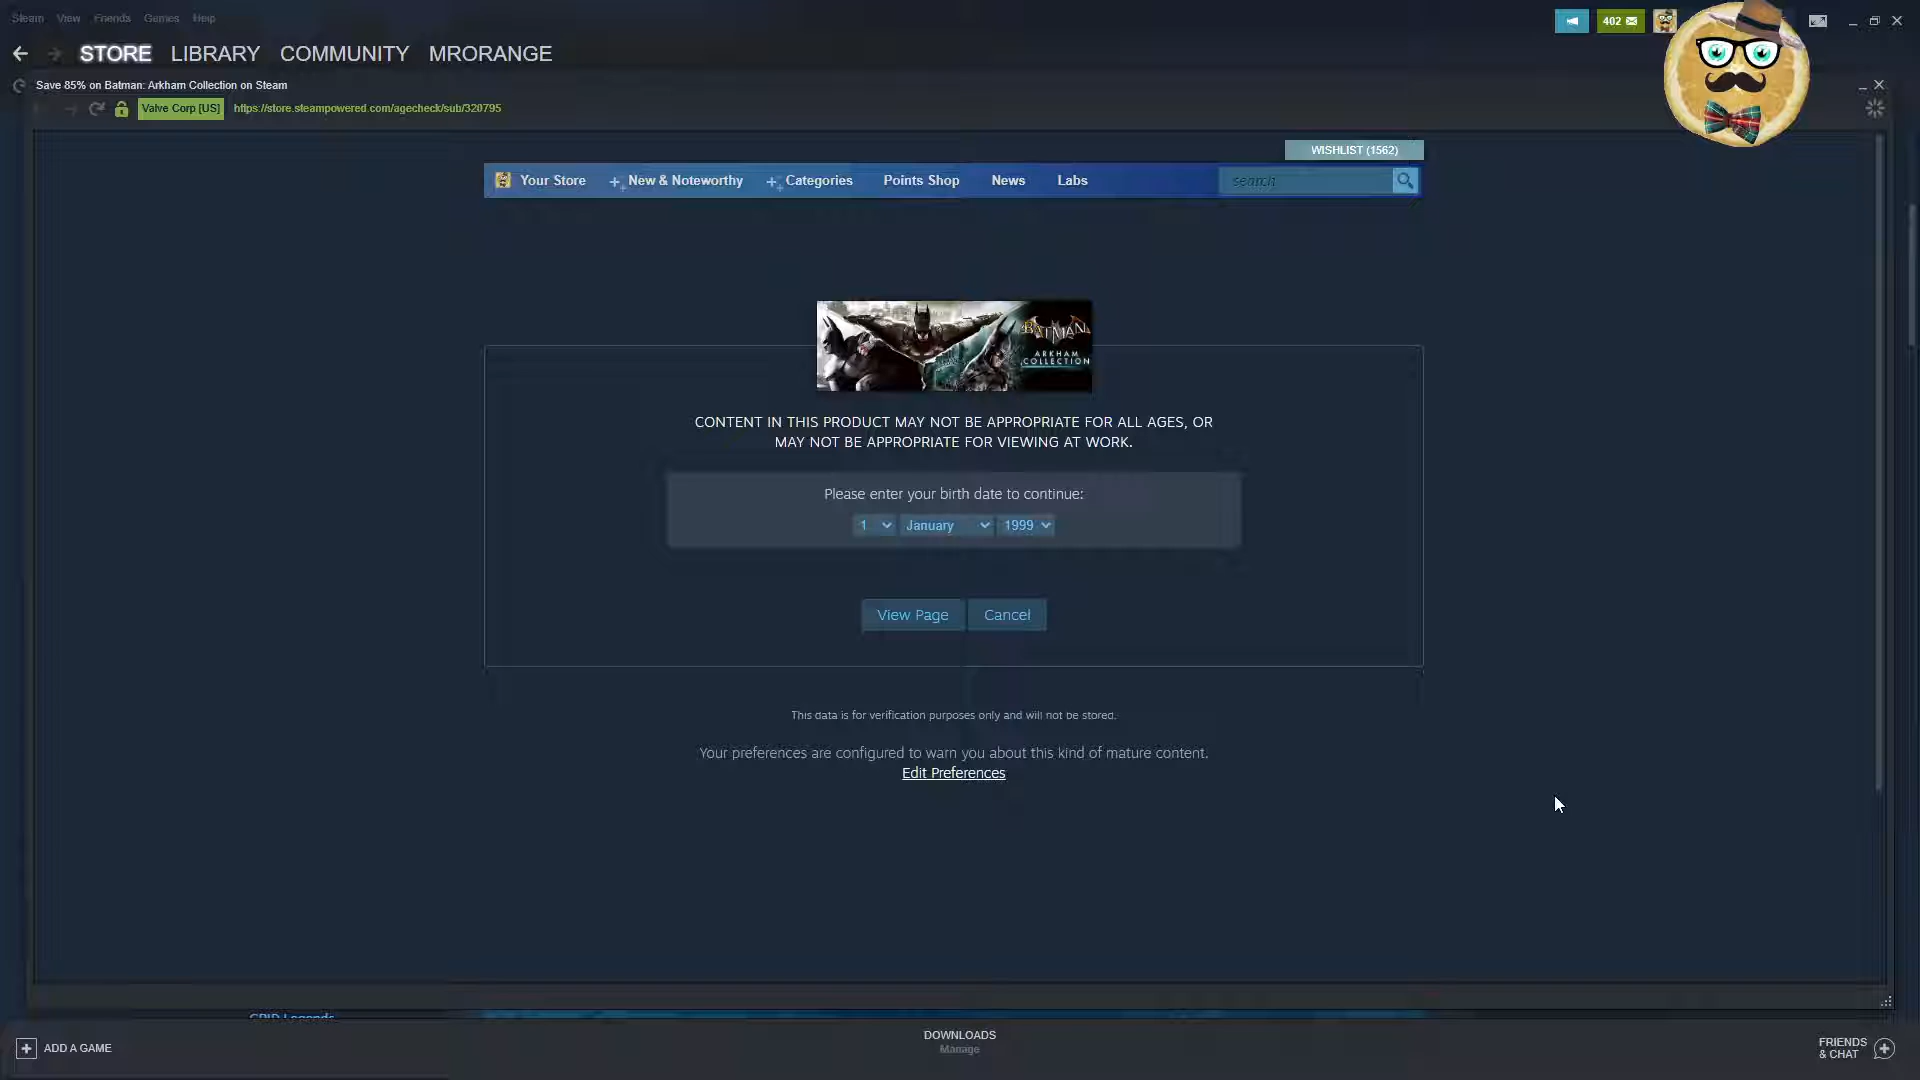 Steam View Friends Games Help
402
STORE LIBRARY COMMUNITY MRORANGE
Save 85% on Batman: Arkham Collection on Steam
Valve Corp [US] https://store.steampowered.com/agecheck/sub/320795
WISHLIST (1562)
Your Store New & Noteworthy Categories Points Shop News Labs search
BATMAN
ARKHAM
COLLECTION
CONTENT IN THIS PRODUCT MAY NOT BE APPROPRIATE FOR ALL AGES, OR
MAY NOT BE APPROPRIATE FOR VIEWING AT WORK.
Please enter your birth date to continue:
1 January 1999
View Page Cancel
This data is for verification purposes only and will not be stored.
Your preferences are configured to warn you about this kind of mature content.
Edit Preferences
GRID Legends
ADD A GAME
DOWNLOADS
Manage
FRIENDS
& CHAT